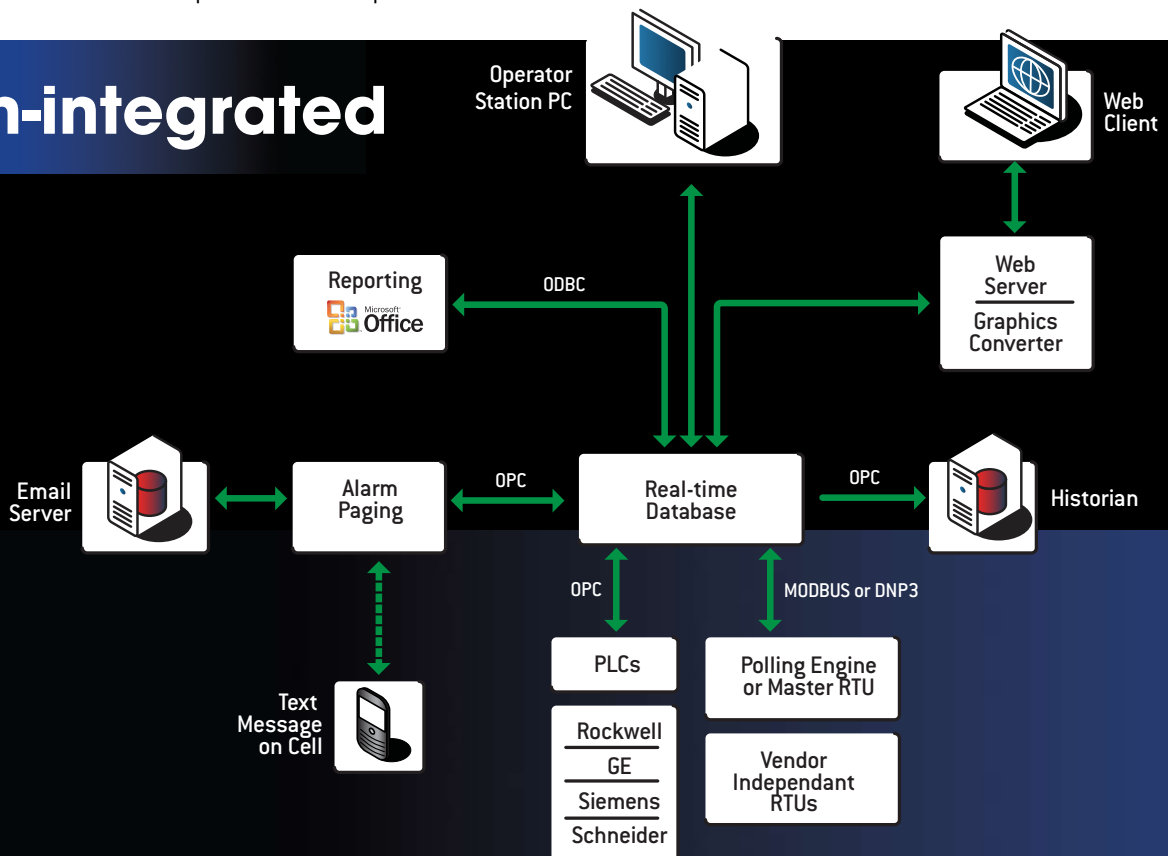 n-integrated
Operator
Station PC
Web
Client
Reporting
Microsoft
Office
ODBC
Web
Server
Graphics
Converter
Email
Server
Alarm
Paging
OPC
Real-time
Database
OPC
Historian
OPC
MODBUS or DNP3
PLCs
Polling Engine
or Master RTU
Text
Message
on Cell
Rockwell
GE
Siemens
Schneider
Vendor
Independant
RTUs